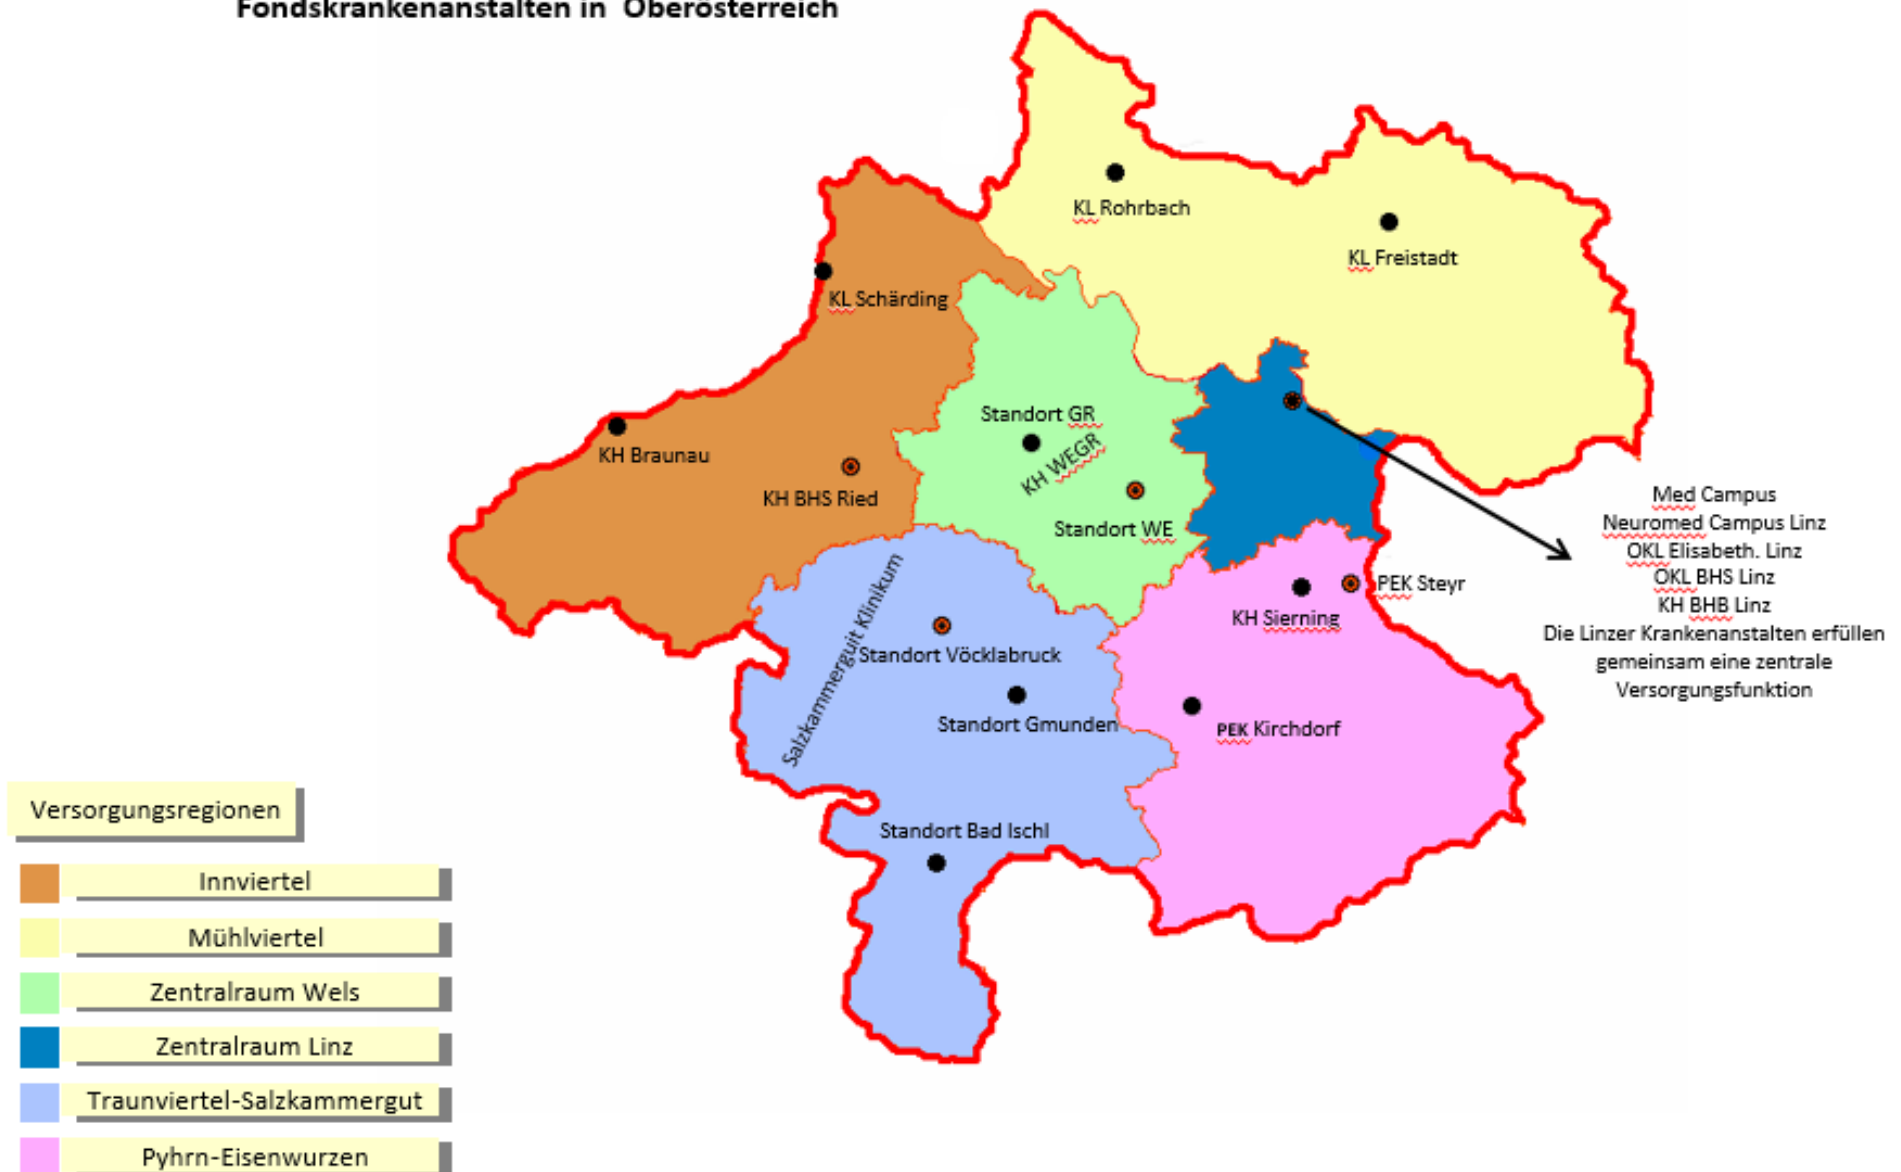 Fondskrankenanstalten in Oberösterreich
KL Rohrbach
KL Freistadt
KL Schärding
Standort GR
KH WEGR
KH Braunau
KH BHS Ried
Standort WE
Med Campus
Neuromed Campus Linz
OKL Elisabeth. Linz
OKL BHS Linz
KH BHB Linz
Die Linzer Krankenanstalten erfüllen
gemeinsam eine zentrale
Versorgungsfunktion
PEK Steyr
KH Sierning
Salzkammergut Klinikum
Standort Vöcklabruck
Standort Gmunden
PEK Kirchdorf
Standort Bad Ischl
Versorgungsregionen
Innviertel
Mühlviertel
Zentralraum Wels
Zentralraum Linz
Traunviertel-Salzkammergut
Pyhrn-Eisenwurzen